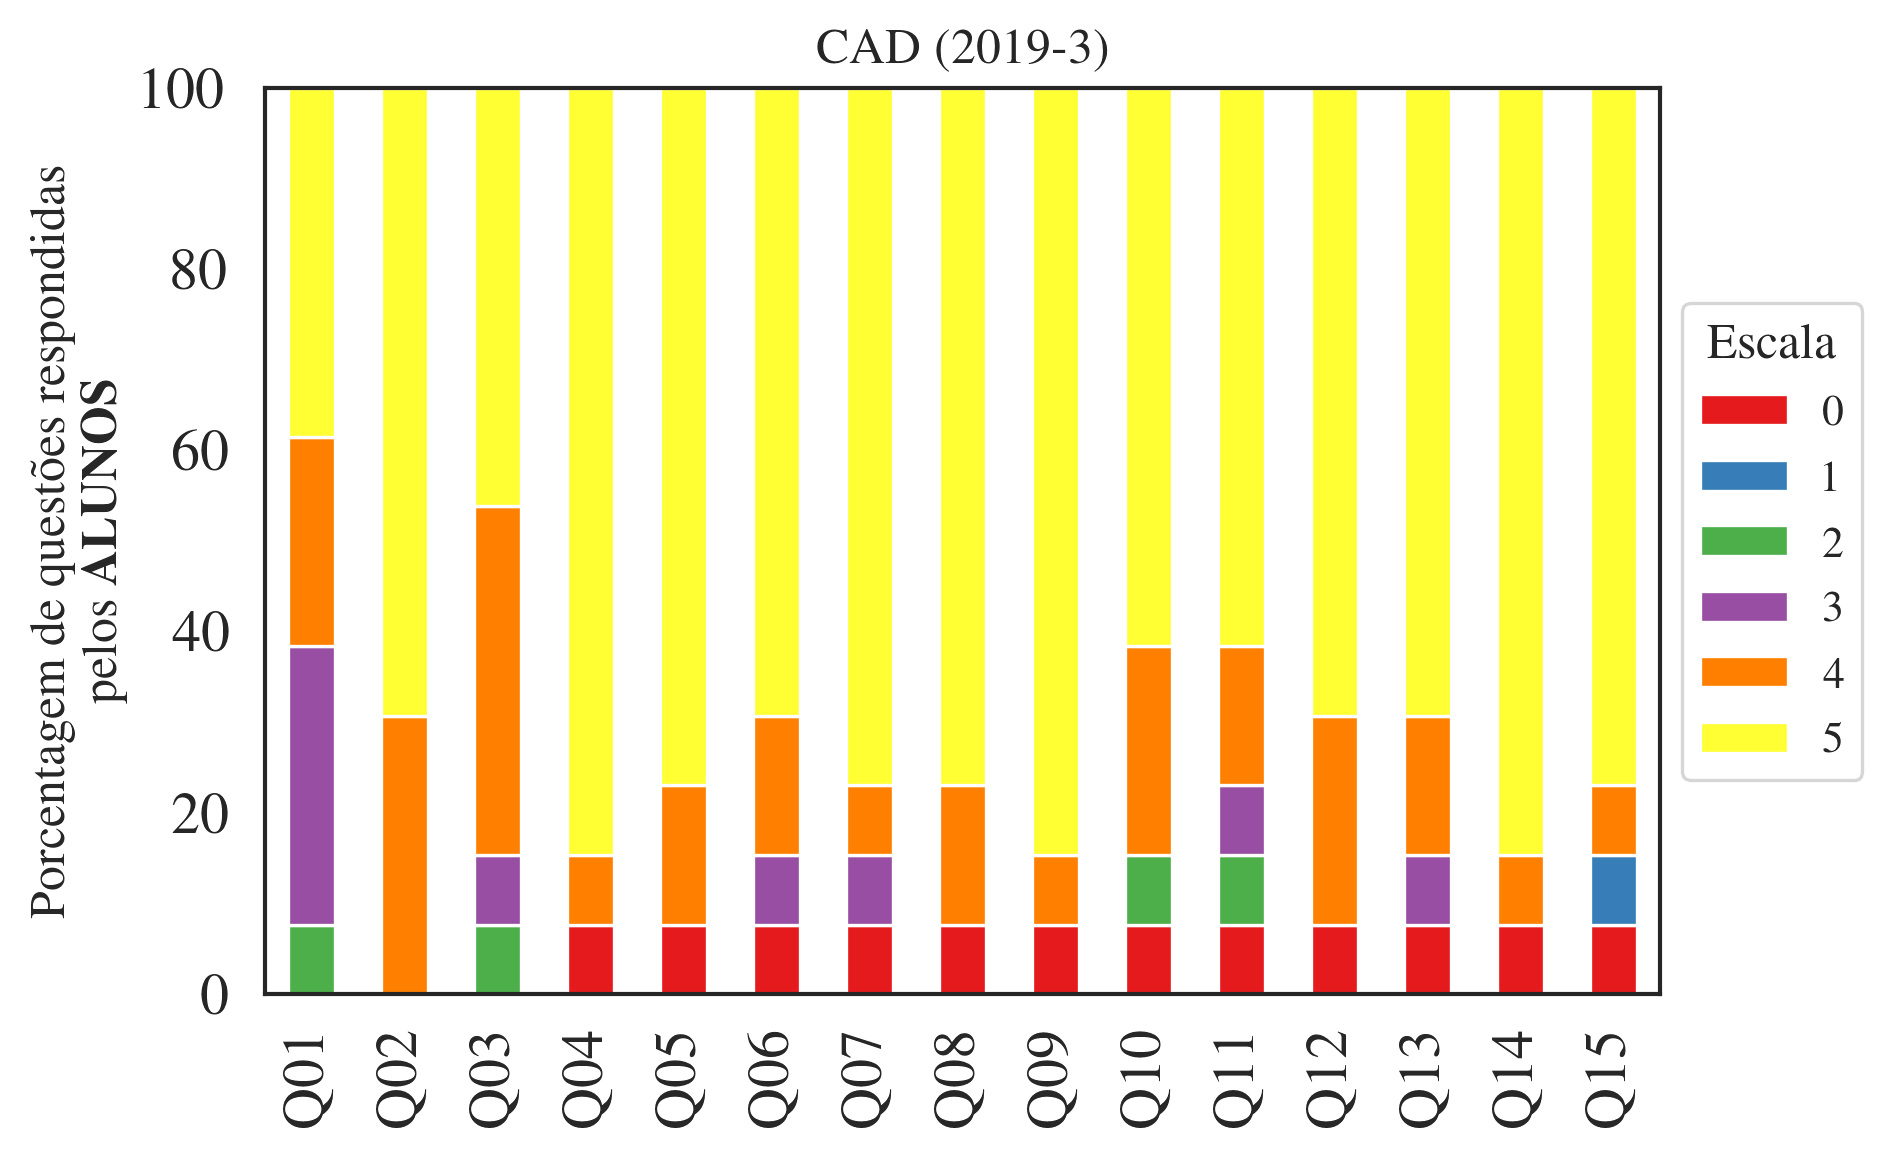 CAD (2019-3)
Porcentagem de questões respondidas
pelos ALUNOS
100
80
60
40
20
0
Q01
Q02
Q03
Q04
Q05
Q06
Q07
Q08
Q09
Q10
Q11
Q12
Q13
Q14
Q15
Escala
0
1
2
3
4
5